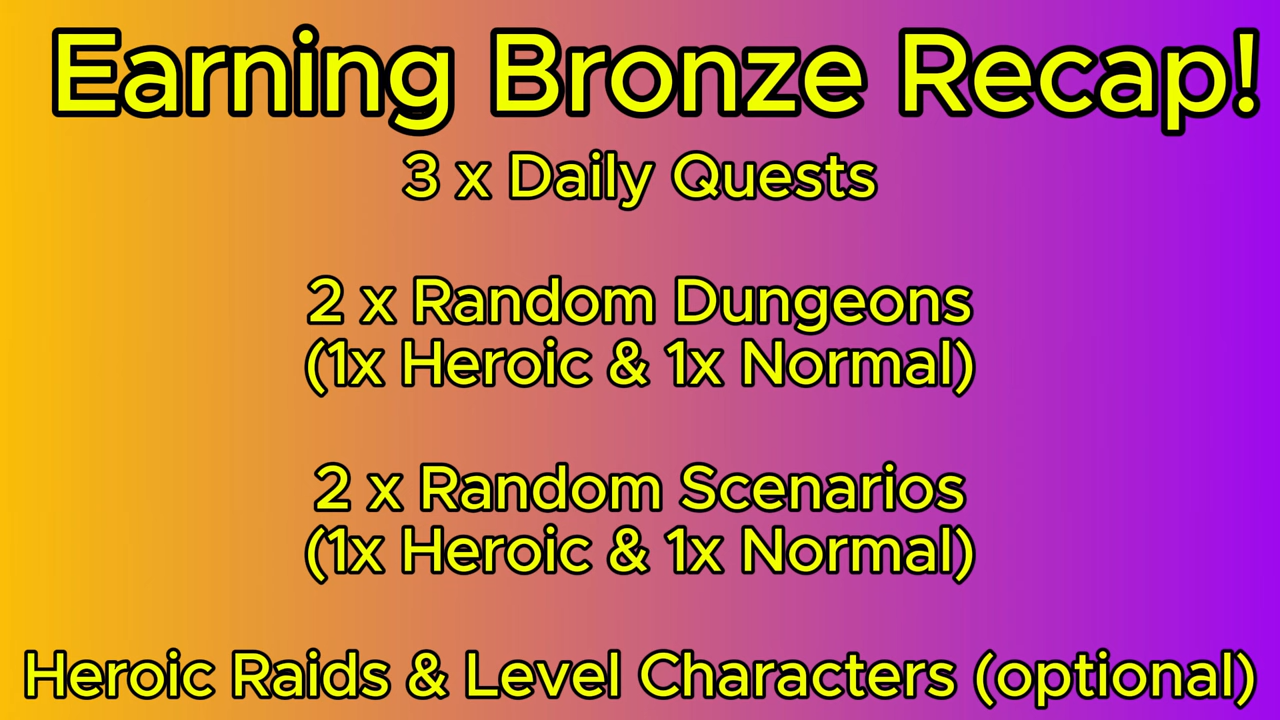 Earning Bronze Recap!
3 x Daily Quests
2 x Random Dungeons
(1x Heroic & 1x Normal)
2 x Random Scenarios
(1x Heroic & 1x Normal)
Heroic Raids & Level Characters (optional)